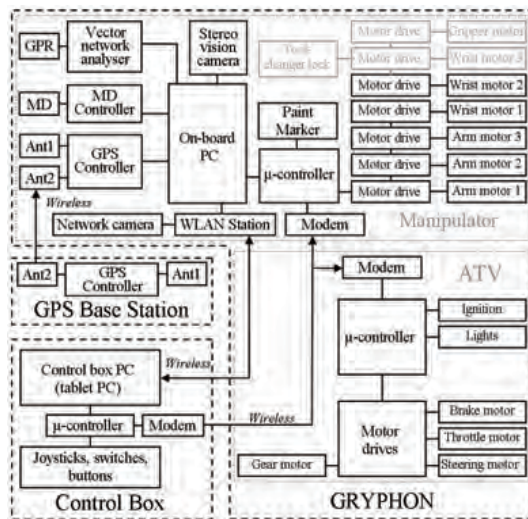 GPR
Vector
network
analyser
Stereo
vision
camera
Motor drive
Gripper motor
Tool
changer lock
Motor drive
Wrist motor 3
MD
MD
Controller
On-board
PC
Paint
Marker
Motor drive
Wrist motor 2
Motor drive
Wrist motor 1
Ant1
Ant2
GPS
Controller
Motor drive
Arm motor 3
μ-controller
Motor drive
Arm motor 2
Motor drive
Arm motor 1
Wireless
Network camera
WLAN Station
Modem
Manipulator
Ant2
GPS
Controller
Ant1
GPS Base Station
Modem
ATV
μ-controller
Ignition
Lights
Wireless
Control box PC
(tablet PC)
μ-controller
Modem
Wireless
Joysticks, switches,
buttons
Control Box
Motor
drives
Brake motor
Throttle motor
Gear motor
Steering motor
GRYPHON